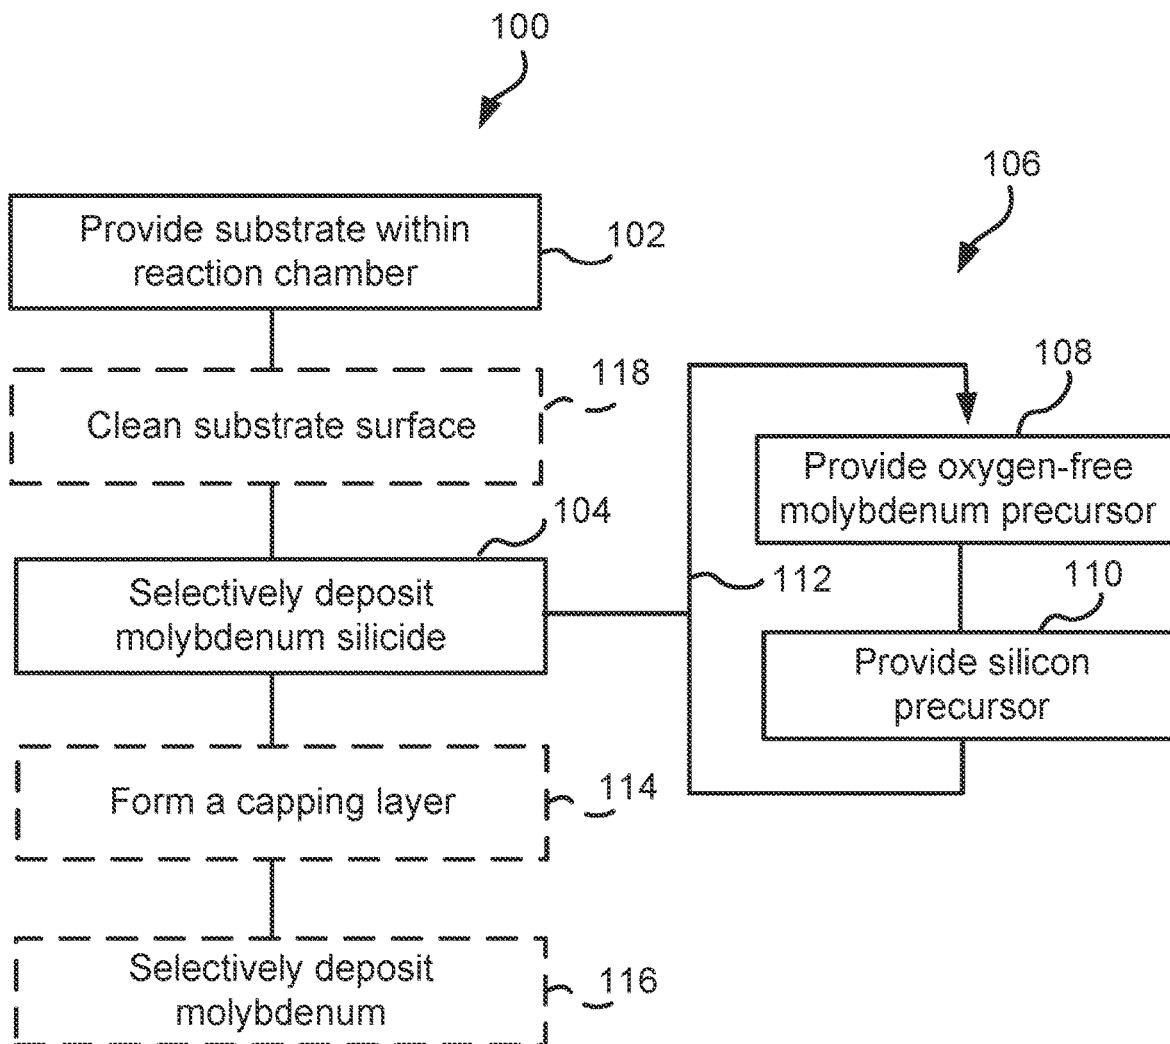 100
106
Provide substrate within
reaction chamber
102
Clean substrate surface
118
108
Provide oxygen-free
molybdenum precursor
104
Selectively deposit
molybdenum silicide
112
110
Provide silicon
precursor
Form a capping layer
114
Selectively deposit
molybdenum
116